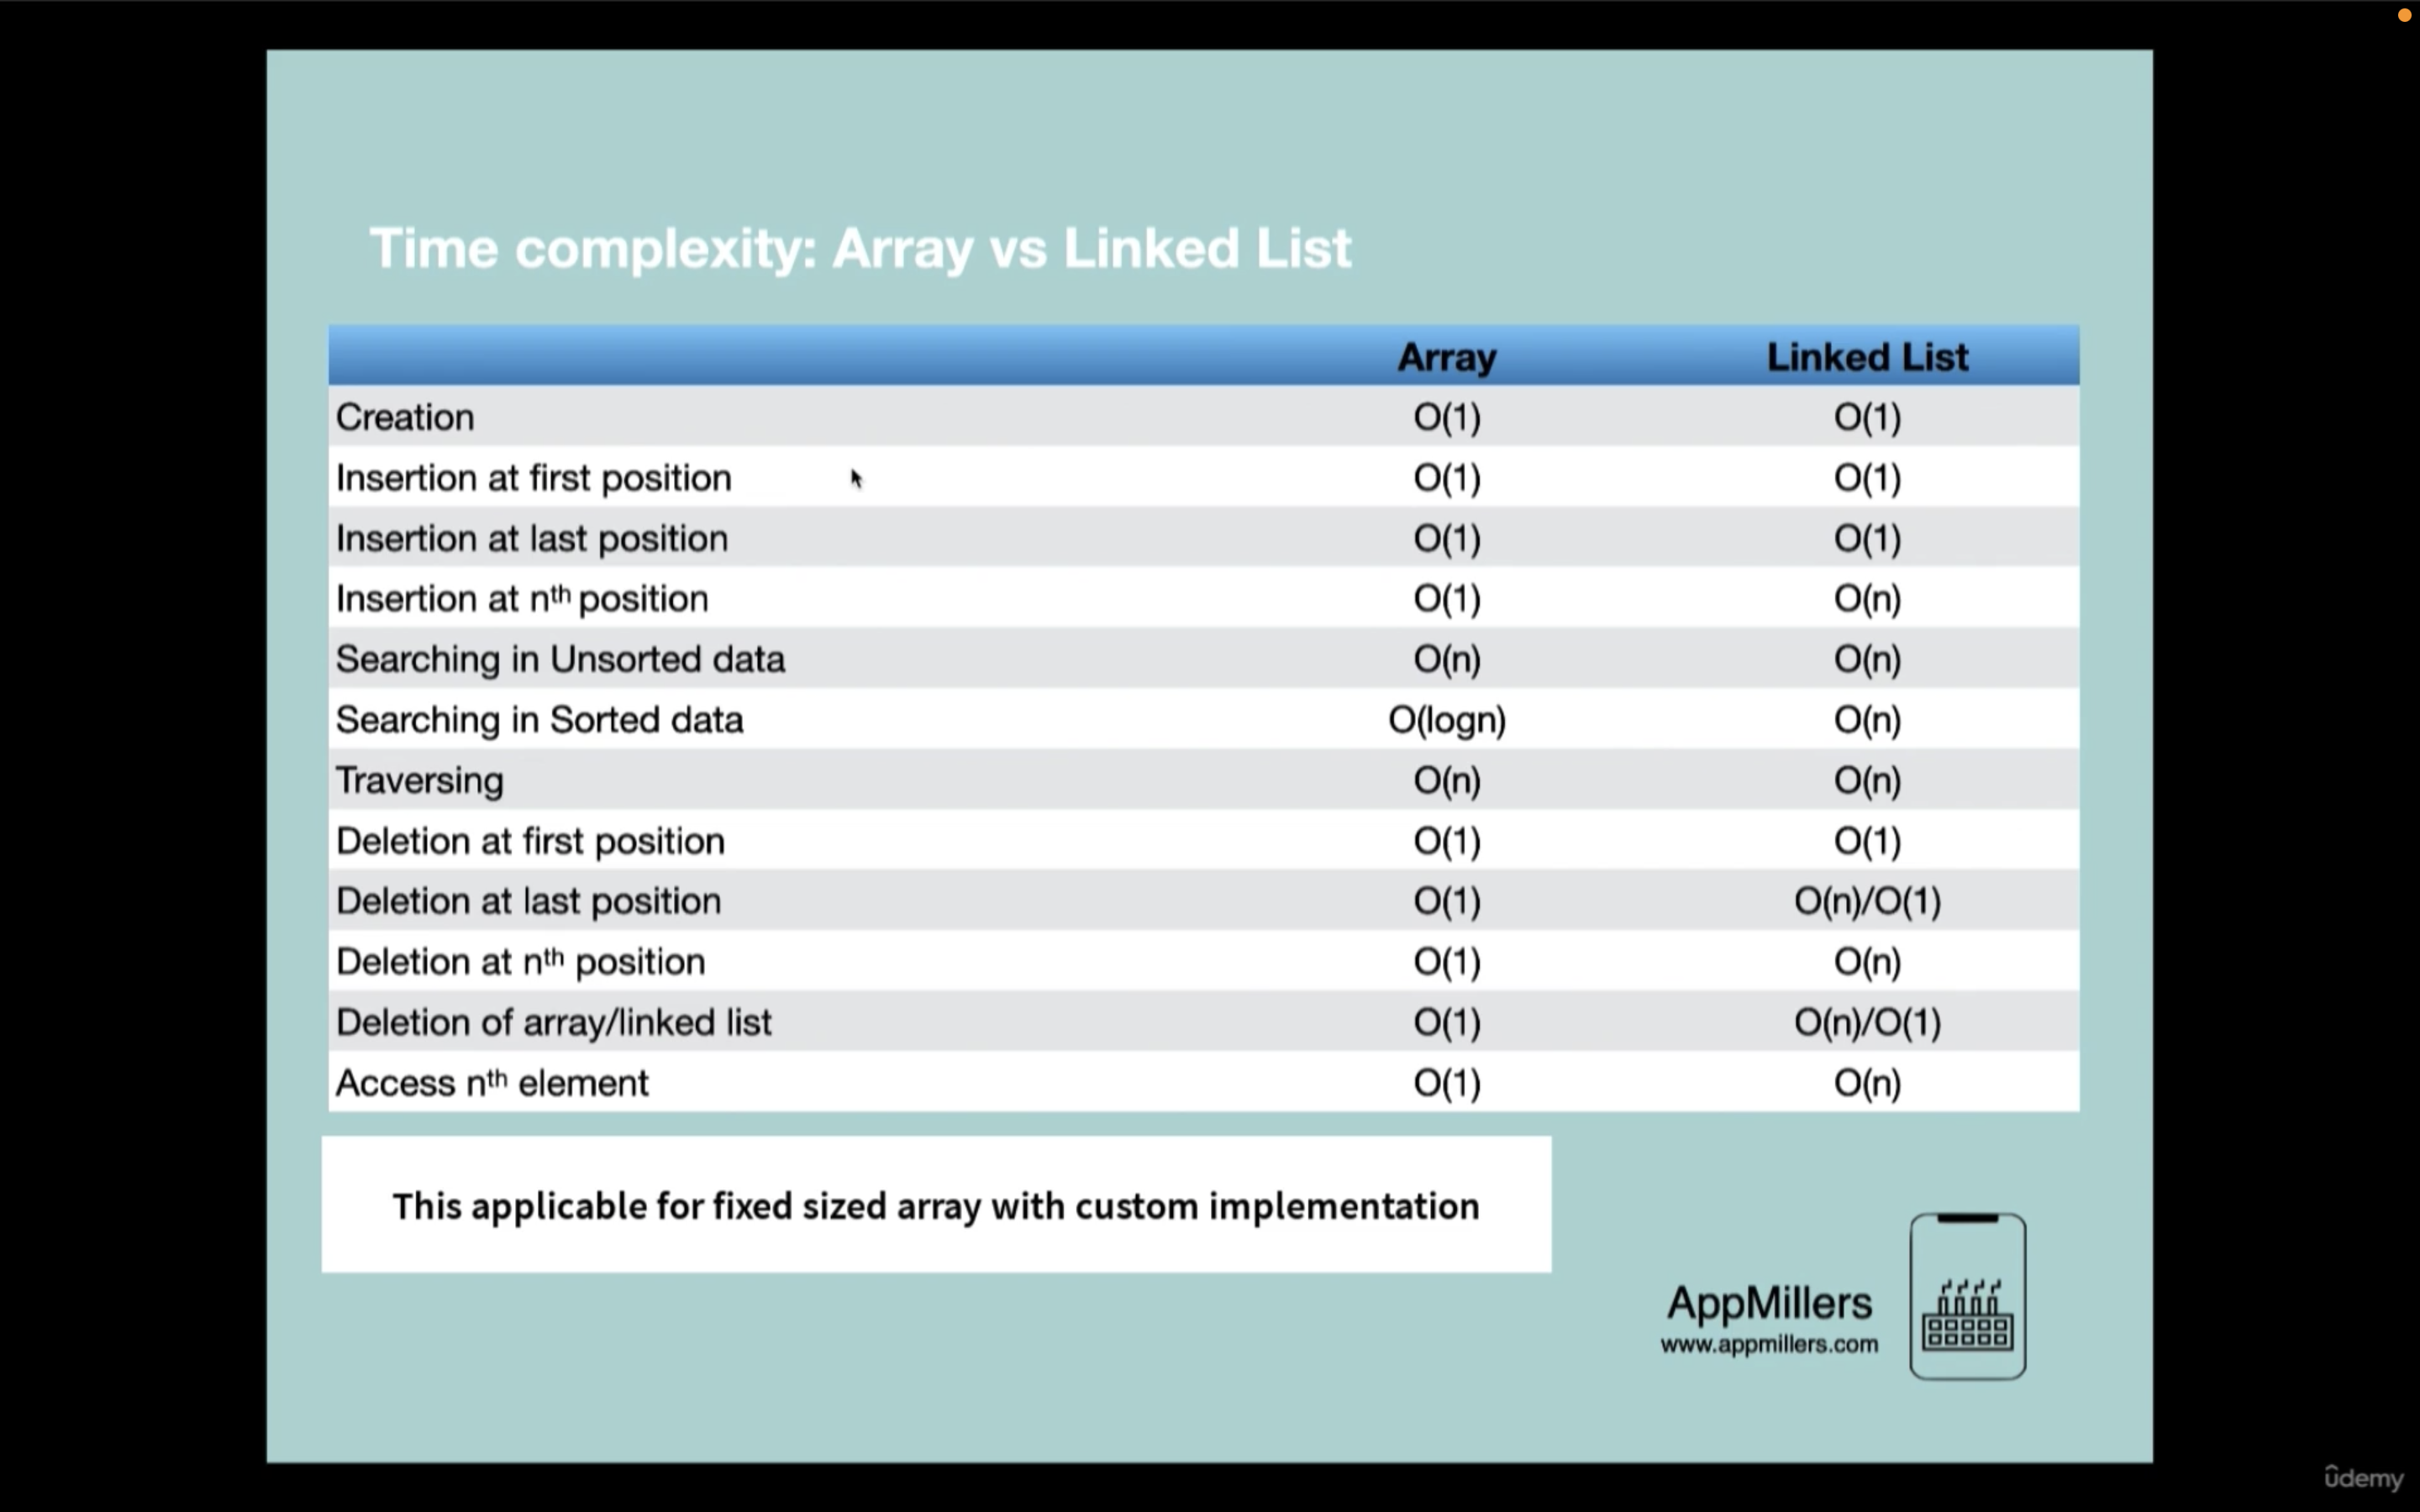 Time complexity: Array vs Linked List
Array Linked List
Creation O(1) O(1)
Insertion at first position O(1) O(1)
Insertion at last position O(1) O(1)
Insertion at nth position O(1) O(n)
Searching in Unsorted data O(n) O(n)
Searching in Sorted data O(logn) O(n)
Traversing O(n) O(n)
Deletion at first position O(1) O(1)
Deletion at last position O(1) O(n)/O(1)
Deletion at nth position O(1) O(n)
Deletion of array/linked list O(1) O(n)/O(1)
Access nth element O(1) O(n)
This applicable for fixed sized array with custom implementation
AppMillers
www.appmillers.com
ûdemy